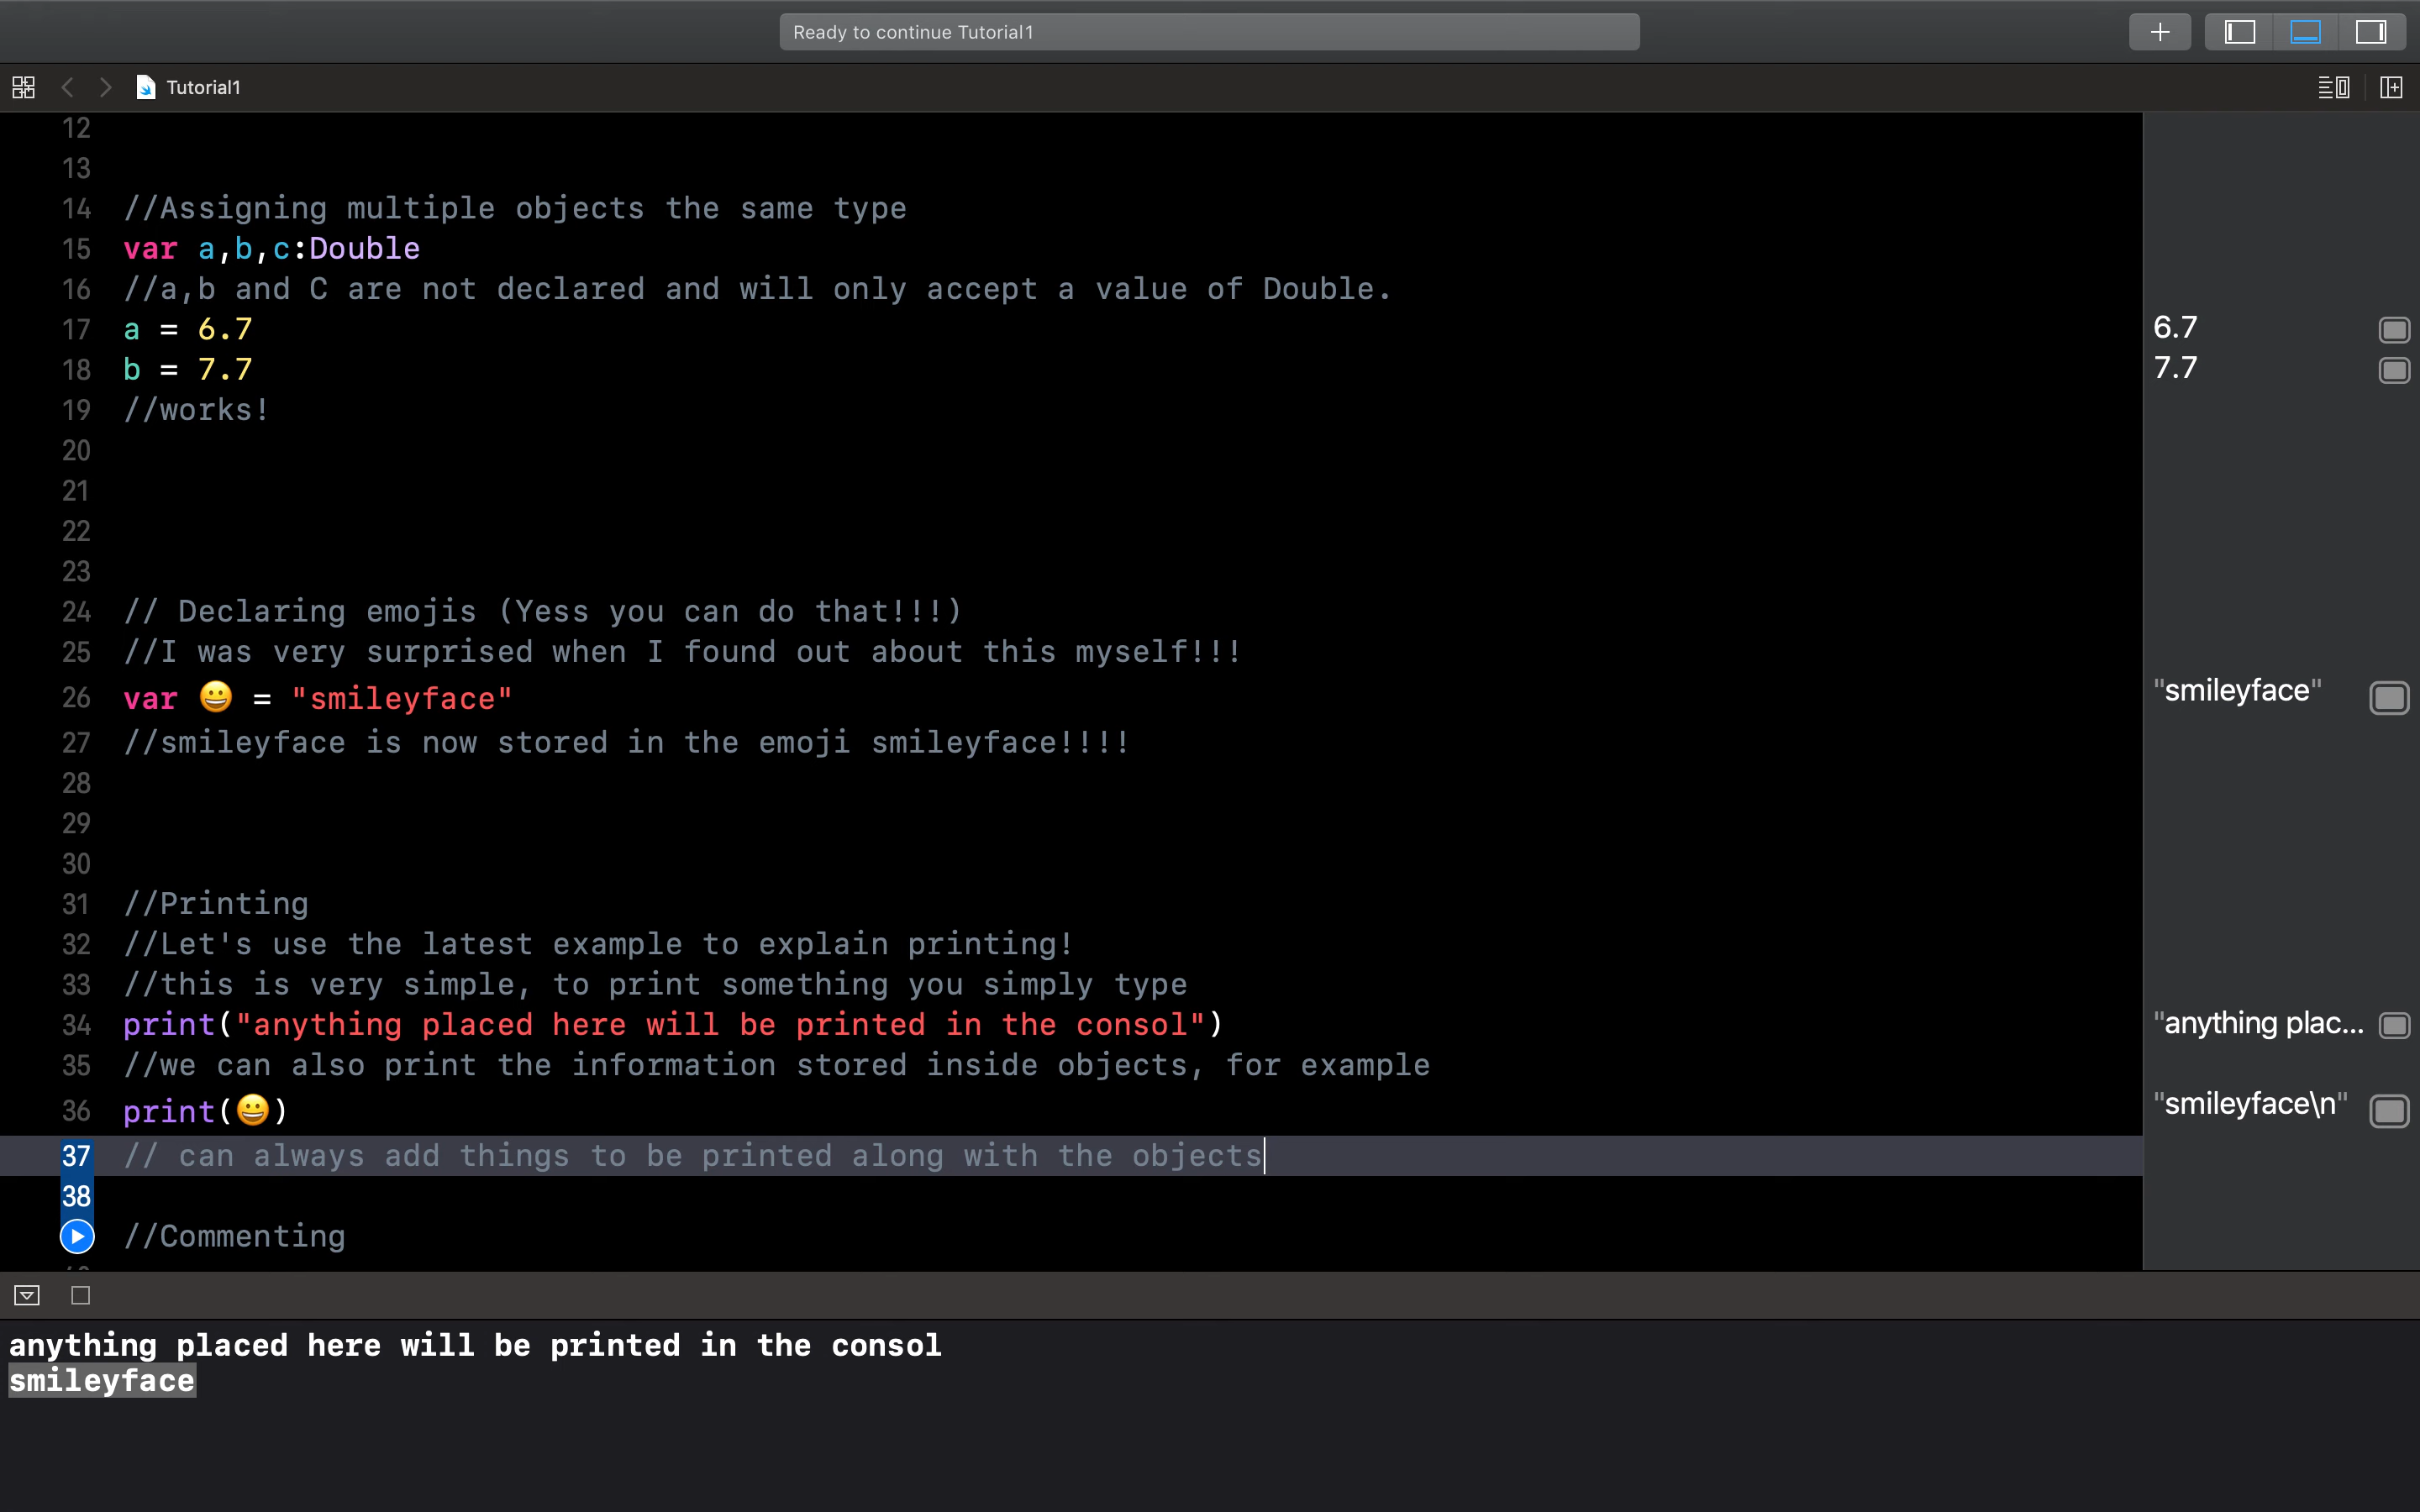 Ready to continue Tutorial1
Tutorial1
12
13
14 //Assigning multiple objects the same type
15 var a,b,c:Double
16 //a,b and C are not declared and will only accept a value of Double.
17 a = 6.7 6.7
18 b = 7.7 7.7
19 //works!
20
21
22
23
24 // Declaring emojis (Yess you can do that!!!)
25 //I was very surprised when I found out about this myself!!!
26 var 😀 = "smileyface" "smileyface"
27 //smileyface is now stored in the emoji smileyface!!!!
28
29
30
31 //Printing
32 //Let's use the latest example to explain printing!
33 //this is very simple, to print something you simply type
34 print("anything placed here will be printed in the consol") "anything plac...
35 //we can also print the information stored inside objects, for example
36 print(😀) "smileyface\n"
37 // can always add things to be printed along with the objects
38
//Commenting
anything placed here will be printed in the consol
smileyface